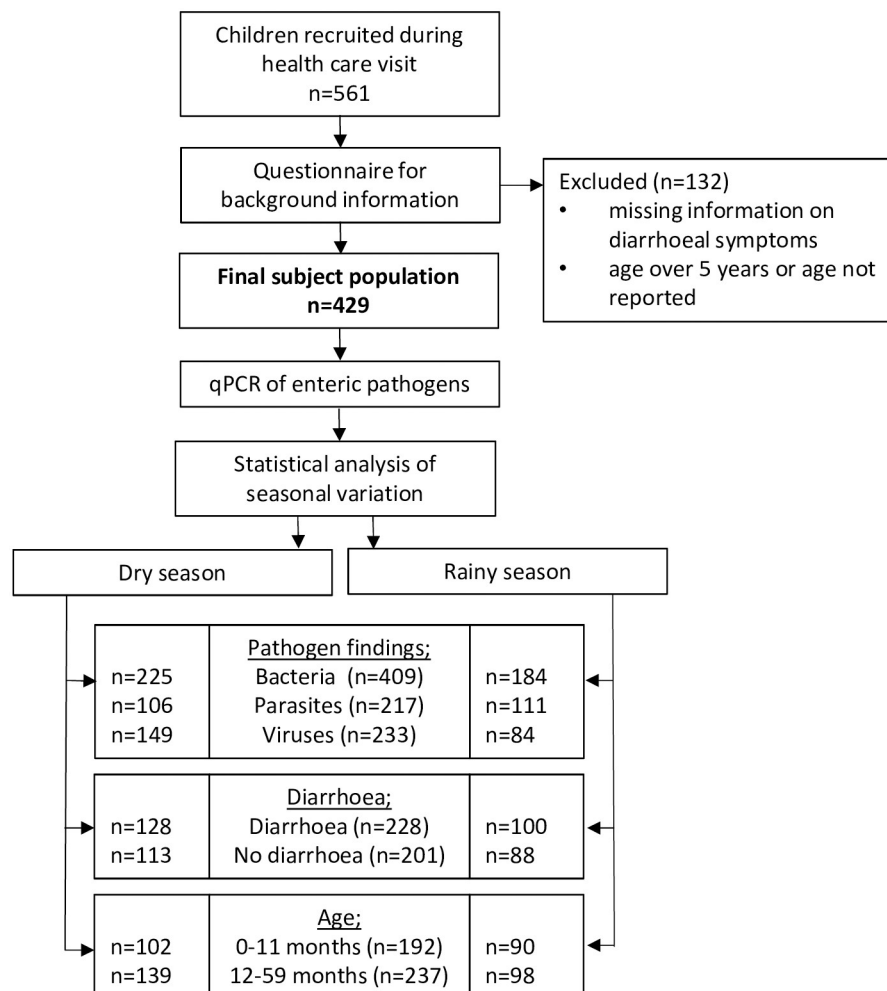 Children recruited during
health care visit
n=561
Questionnaire for
background information
Excluded (n=132)
• missing information on
diarrhoeal symptoms
• age over 5 years or age not
reported
Final subject population
n=429
qPCR of enteric pathogens
Statistical analysis of
seasonal variation
Dry season
Rainy season
Pathogen findings;
n=225 Bacteria (n=409) n=184
n=106 Parasites (n=217) n=111
n=149 Viruses (n=233) n=84
Diarrhoea;
n=128 Diarrhoea (n=228) n=100
n=113 No diarrhoea (n=201) n=88
Age;
n=102 0-11 months (n=192) n=90
n=139 12-59 months (n=237) n=98